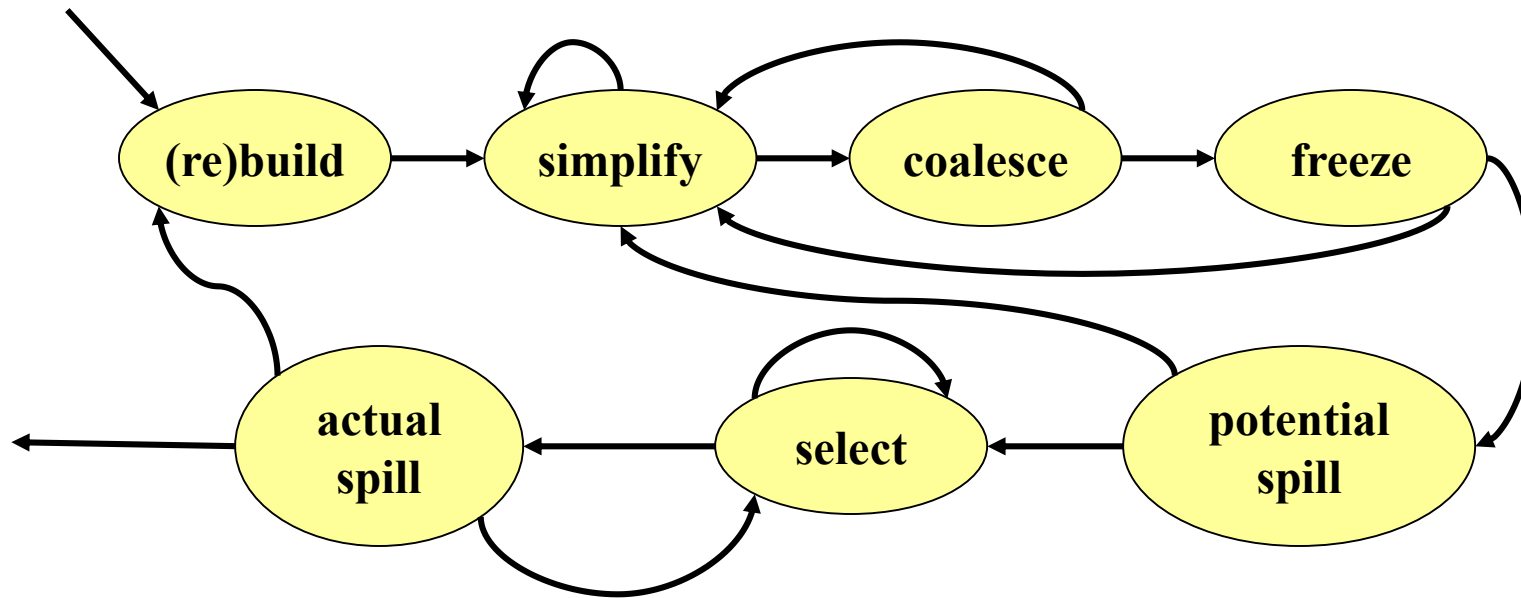 (re)build
simplify
coalesce
freeze
actual
spill
select
potential
spill